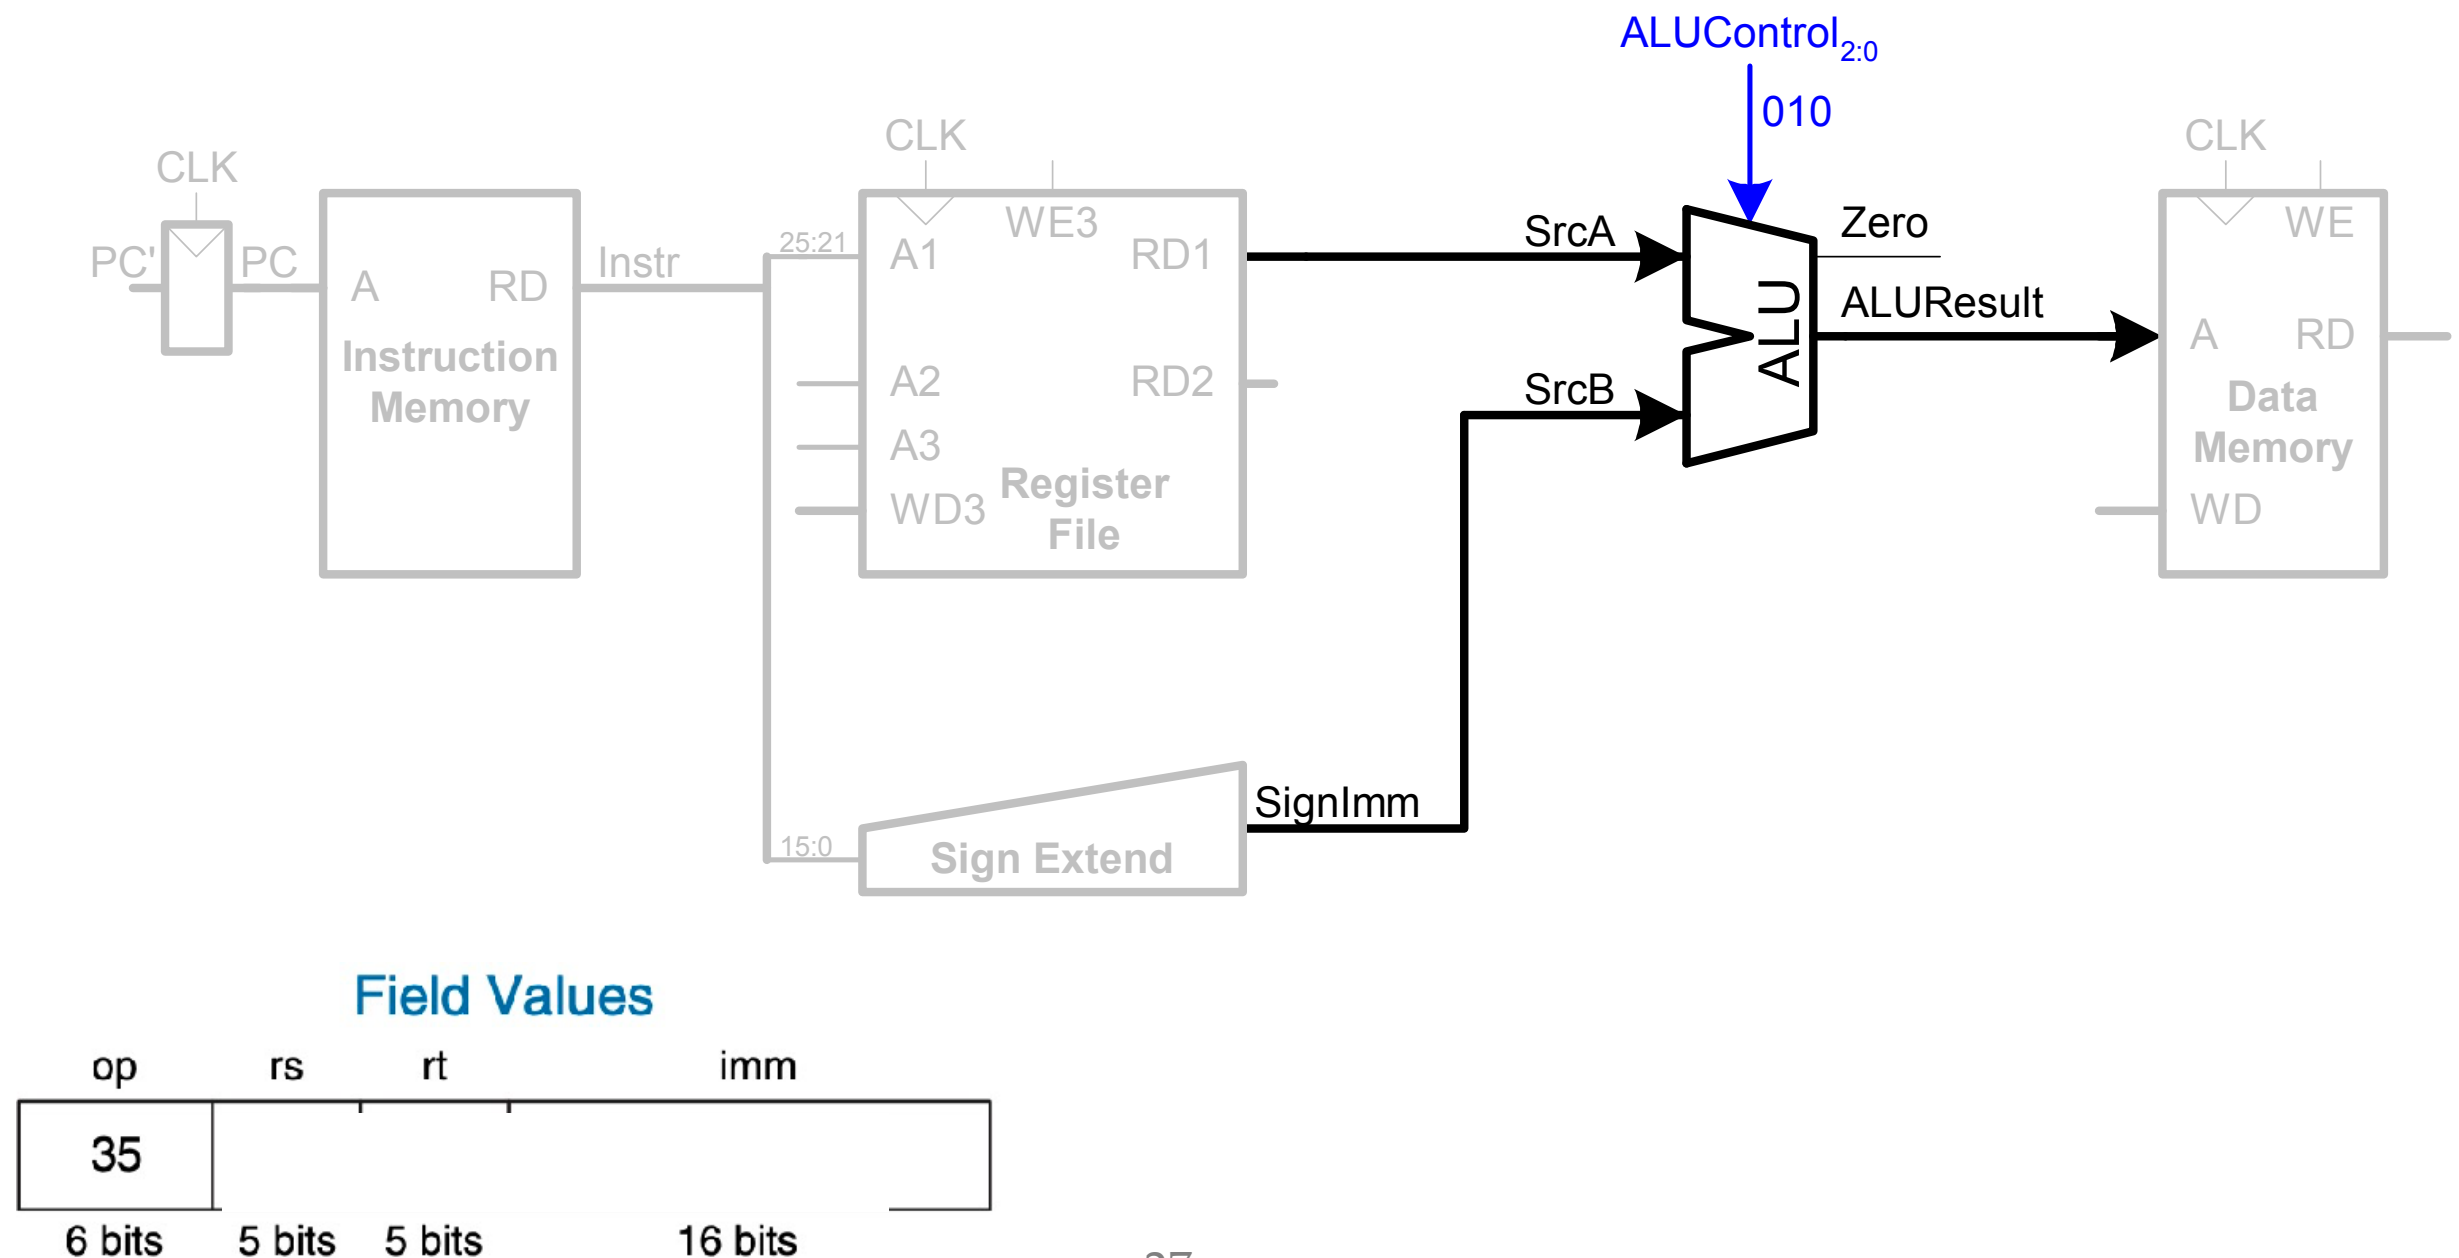 ALUControl2:0
010
CLK
CLK
CLK
PC'
PC
A
RD
Instruction
Memory
Instr
25:21
A1
WE3
RD1
A2
RD2
A3
WD3
Register
File
SrcA
SrcB
ALU
Zero
ALUResult
WE
A
RD
Data
Memory
WD
15:0
Sign Extend
SignImm
Field Values
op rs rt imm
35
6 bits 5 bits 5 bits 16 bits